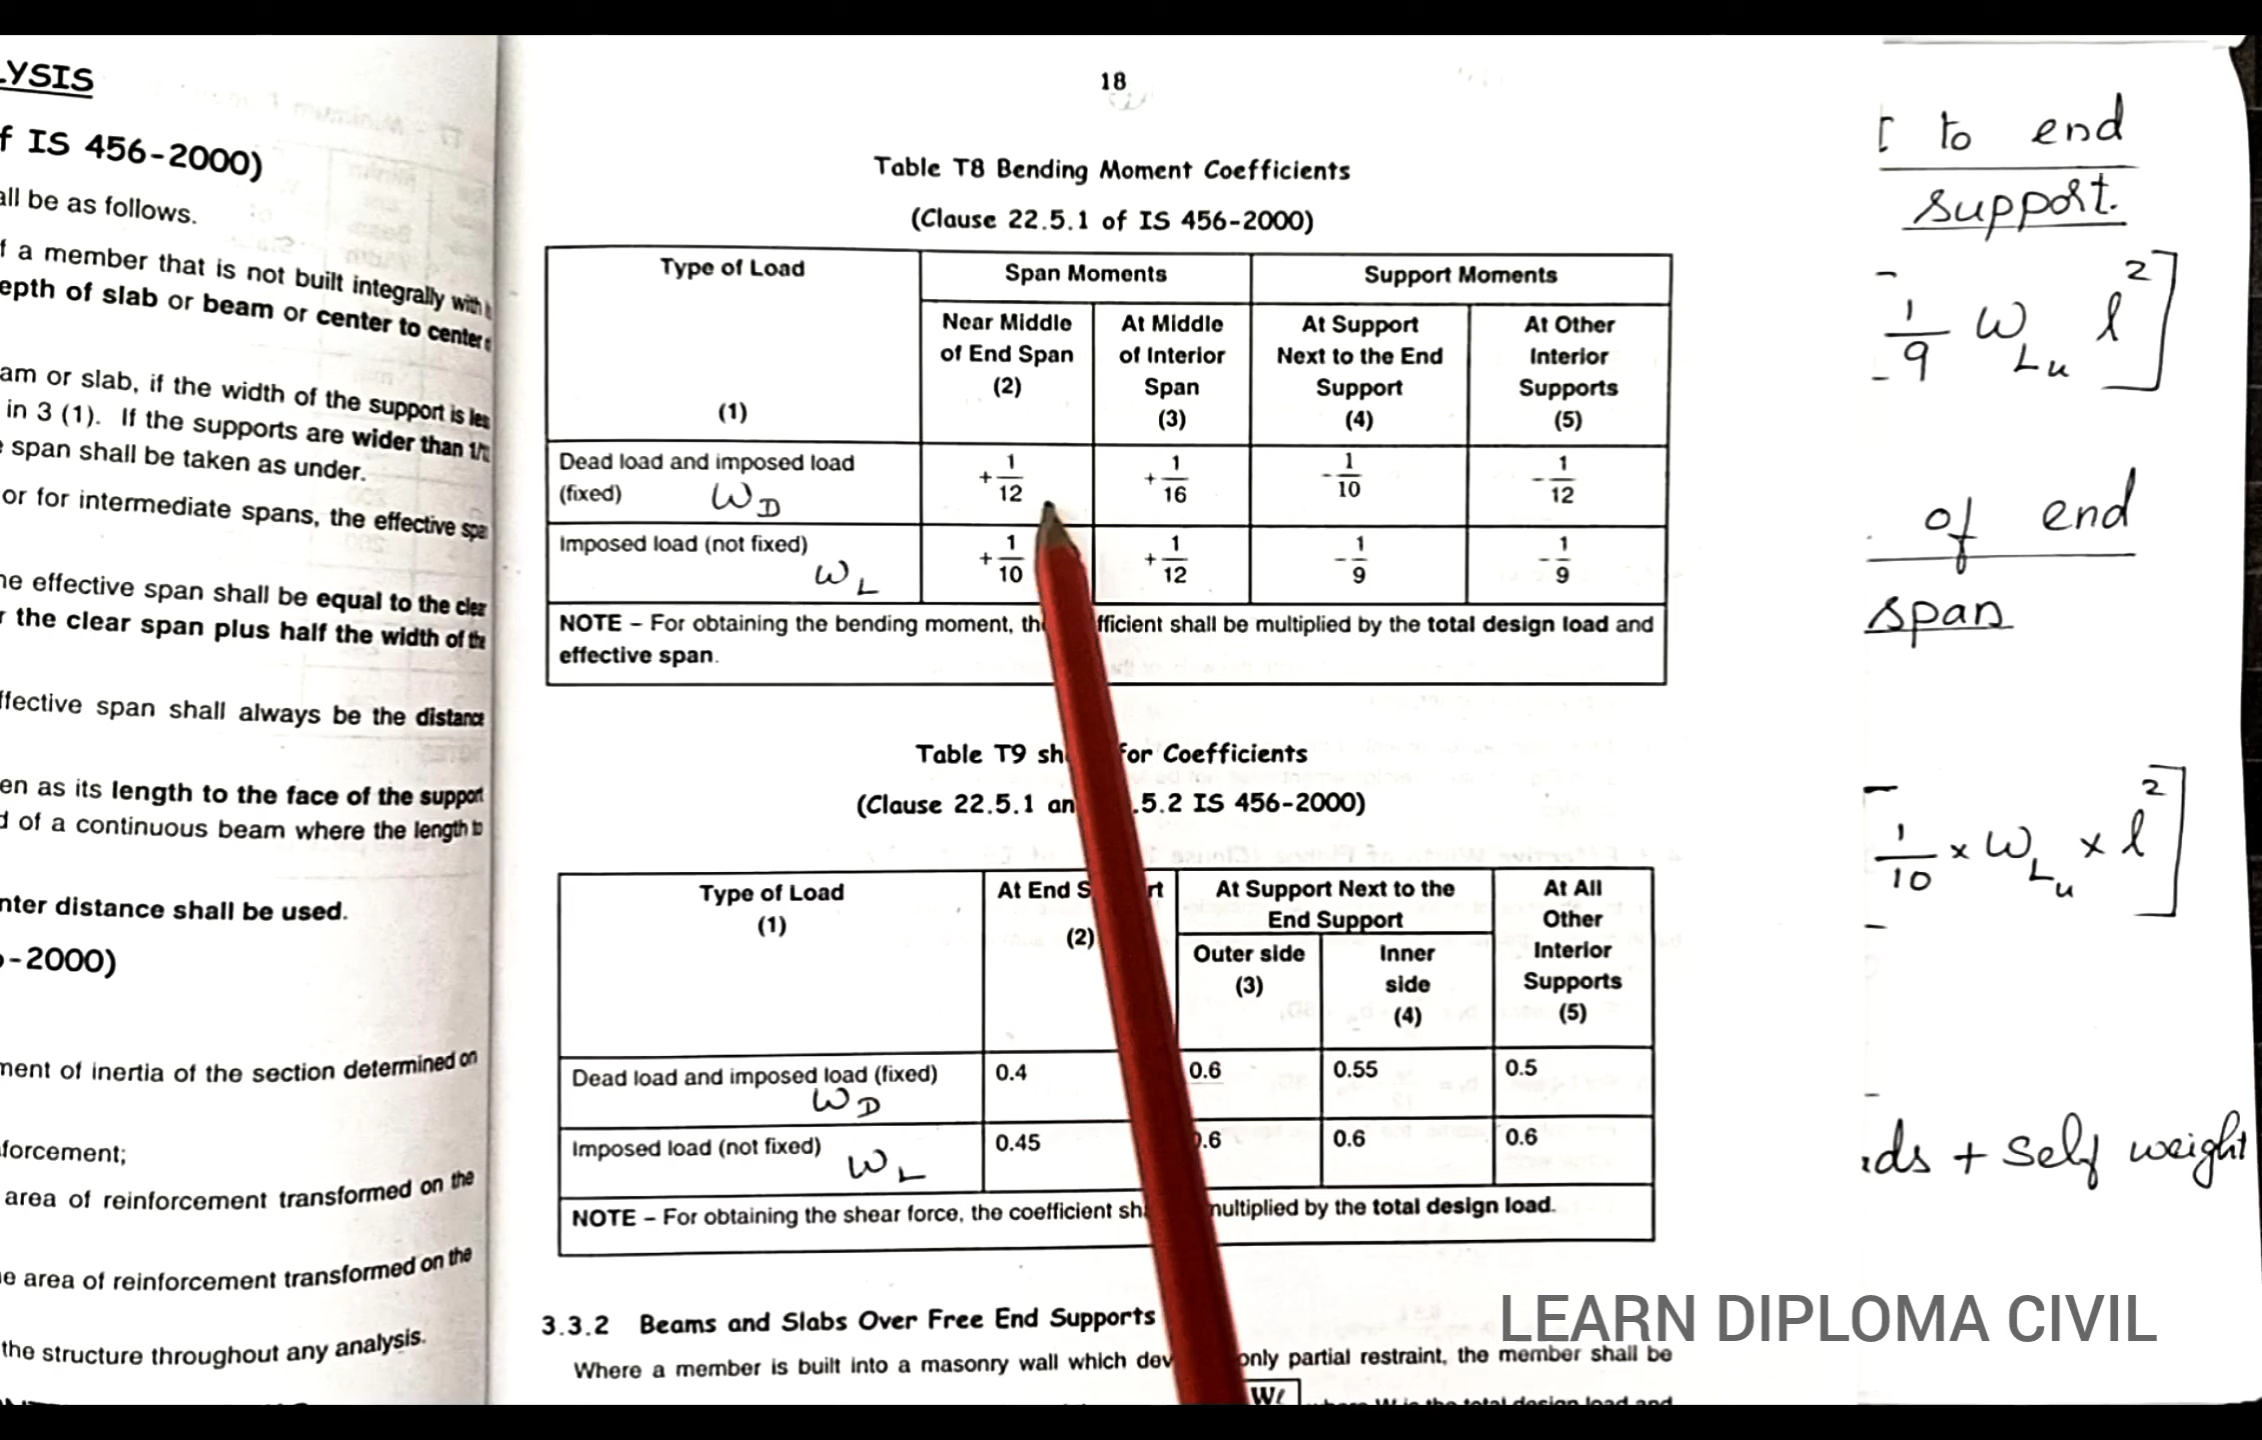 LYSIS
f IS 456-2000)
all be as follows.
f a member that is not built integrally with
epth of slab or beam or center to center
am or slab, if the width of the support is less
in 3 (1). If the supports are wider than 1/12
span shall be taken as under.
or for intermediate spans, the effective span
he effective span shall be equal to the clear
r the clear span plus half the width of the
ffective span shall always be the distance
en as its length to the face of the support
d of a continuous beam where the length to
nter distance shall be used.
-2000)
ment of inertia of the section determined on
forcement;
area of reinforcement transformed on the
e area of reinforcement transformed on the
the structure throughout any analysis.
18
Table T8 Bending Moment Coefficients
(Clause 22.5.1 of IS 456-2000)
Type of Load Span Moments Support Moments
Near Middle At Middle At Support At Other
of End Span of Interior Next to the End Interior
(2) Span Support Supports
(1) (3) (4) (5)
Dead load and imposed load +1/12 +1/16 -1/10 -1/12
(fixed) WD
Imposed load (not fixed) +1/10 +1/12 -1/9 -1/9
WL
NOTE – For obtaining the bending moment, th fficient shall be multiplied by the total design load and
effective span.
Table T9 sh for Coefficients
(Clause 22.5.1 an .5.2 IS 456-2000)
Type of Load At End S rt At Support Next to the At All
(1) End Support Other
(2) Outer side Inner Interior
(3) side Supports
(4) (5)
Dead load and imposed load (fixed) 0.4 0.6 0.55 0.5
WD
Imposed load (not fixed) 0.45 0.6 0.6 0.6
WL
NOTE – For obtaining the shear force, the coefficient sh multiplied by the total design load.
3.3.2 Beams and Slabs Over Free End Supports
Where a member is built into a masonry wall which dev only partial restraint, the member shall be
t to end
support.
1/9 WLu l²]
of end
span
1/10 × WLu × l²]
ds + Self weight
LEARN DIPLOMA CIVIL